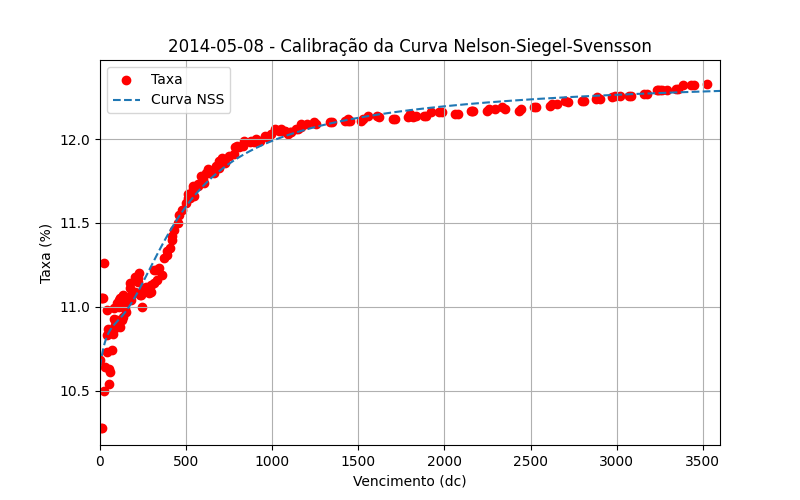 2014-05-08 - Calibração da Curva Nelson-Siegel-Svensson
Taxa
Curva NSS
Taxa (%)
12.0
11.5
11.0
10.5
0 500 1000 1500 2000 2500 3000 3500
Vencimento (dc)